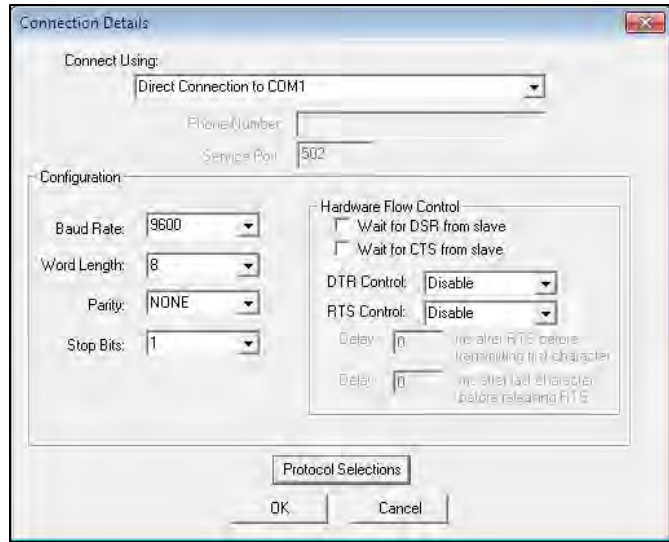 Connection Details
Connect Using:
Direct Connection to COM1
Phone Number
Service Port
502
Configuration
Baud Rate: 9600
Word Length: 8
Parity: NONE
Stop Bits: 1
Hardware Flow Control
Wait for DSR from slave
Wait for CTS from slave
DTR Control: Disable
RTS Control: Disable
Delay 0 ms after RTS before
transmitting first character
Delay 0 ms after last character
before releasing RTS
Protocol Selections
OK Cancel